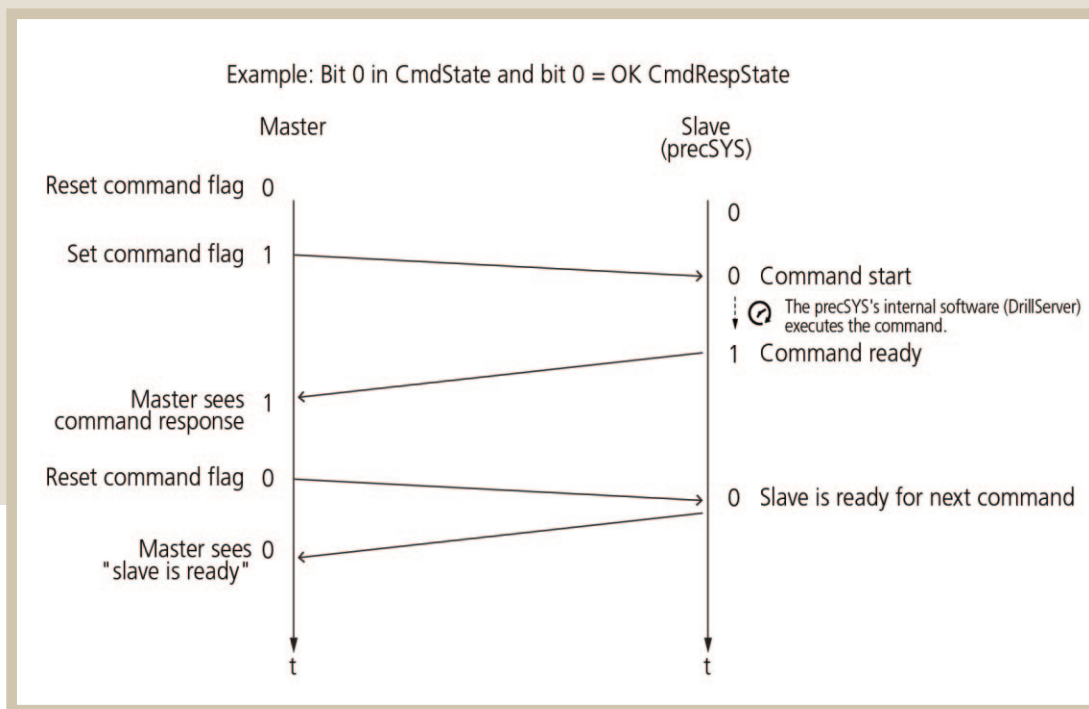 Example: Bit 0 in CmdState and bit 0 = OK CmdRespState
Master
Slave
(precSYS)
Reset command flag 0
0
Set command flag 1
0 Command start
The precSYS's internal software (DrillServer)
executes the command.
1 Command ready
Master sees 1
command response
Reset command flag 0
0 Slave is ready for next command
Master sees 0
"slave is ready"
t
t